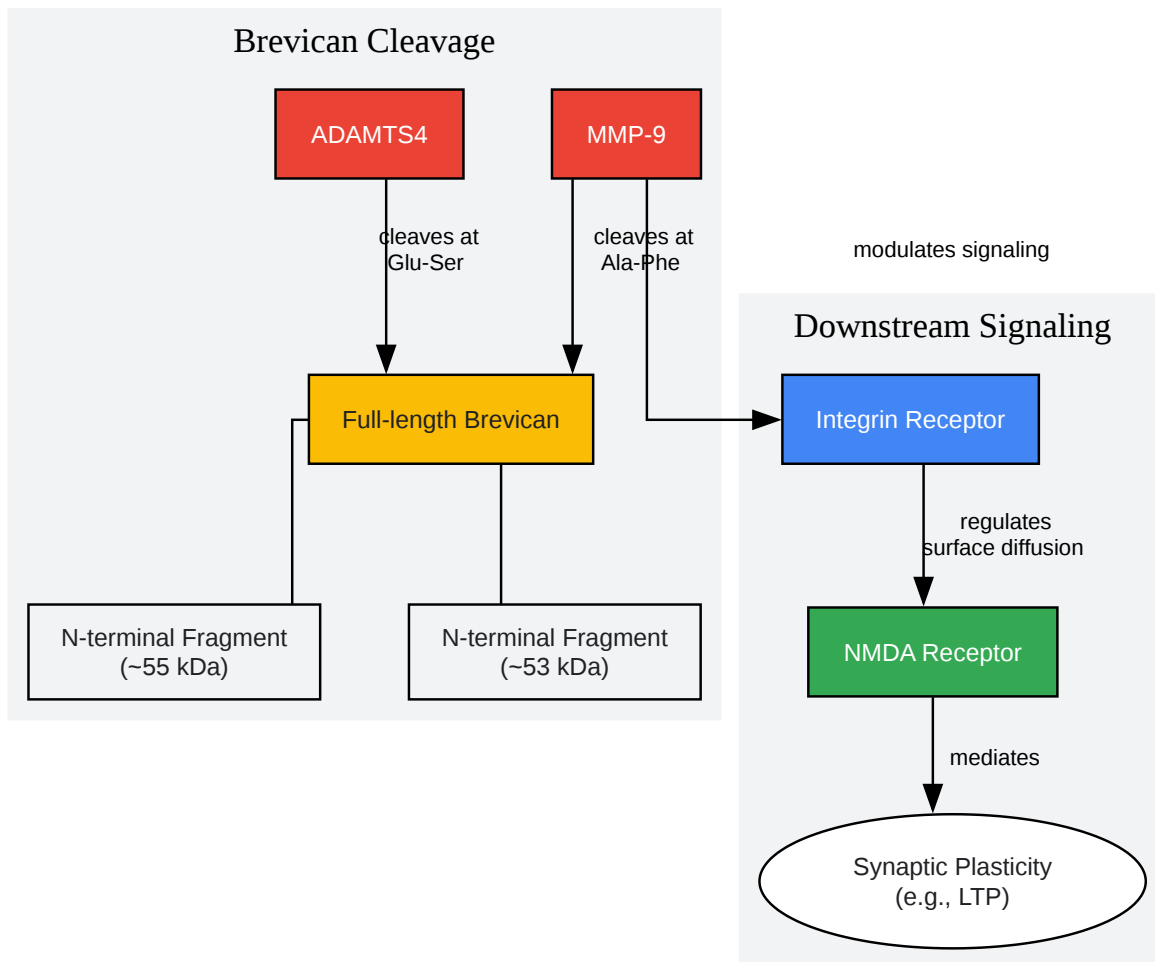 Brevican Cleavage
ADAMTS4
MMP-9
cleaves at
Glu-Ser
cleaves at
Ala-Phe
modulates signaling
Downstream Signaling
Full-length Brevican
Integrin Receptor
regulates
surface diffusion
N-terminal Fragment
(~55 kDa)
N-terminal Fragment
(~53 kDa)
NMDA Receptor
mediates
Synaptic Plasticity
(e.g., LTP)